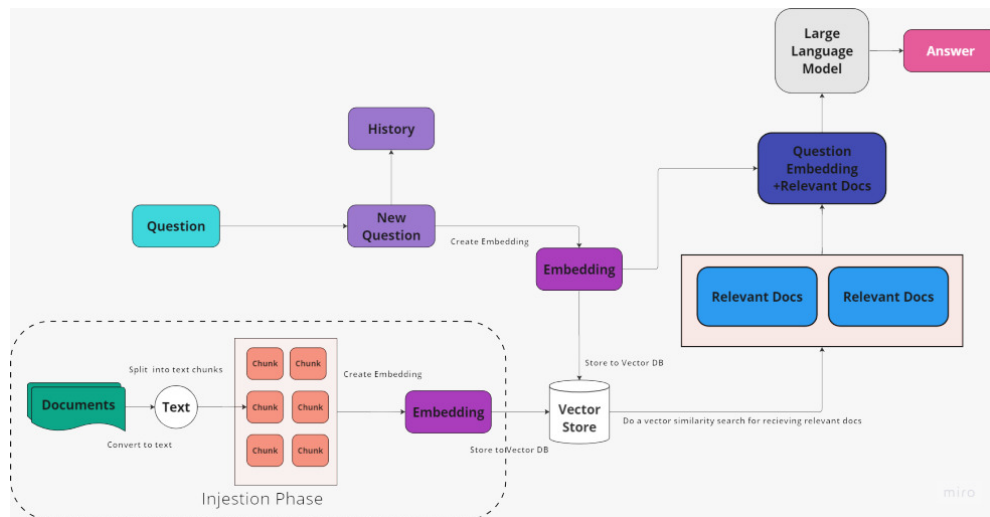 Large
Language
Model
Answer
History
Question
Embedding
+Relevant Docs
Question
New
Question
Create Embedding
Embedding
Relevant Docs
Relevant Docs
Store to Vector DB
Split into text chunks
Chunk
Chunk
Create Embedding
Documents
Text
Chunk
Chunk
Embedding
Vector
Store
Do a vector similarity search for recieving relevant docs
Convert to text
Chunk
Chunk
Store to Vector DB
Injestion Phase
miro